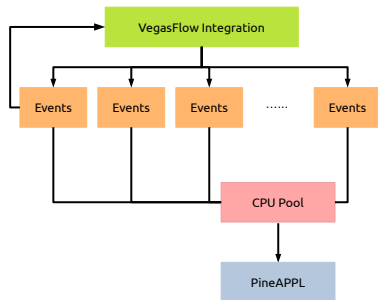 VegasFlow Integration
Events Events Events ...... Events
CPU Pool
PineAPPL